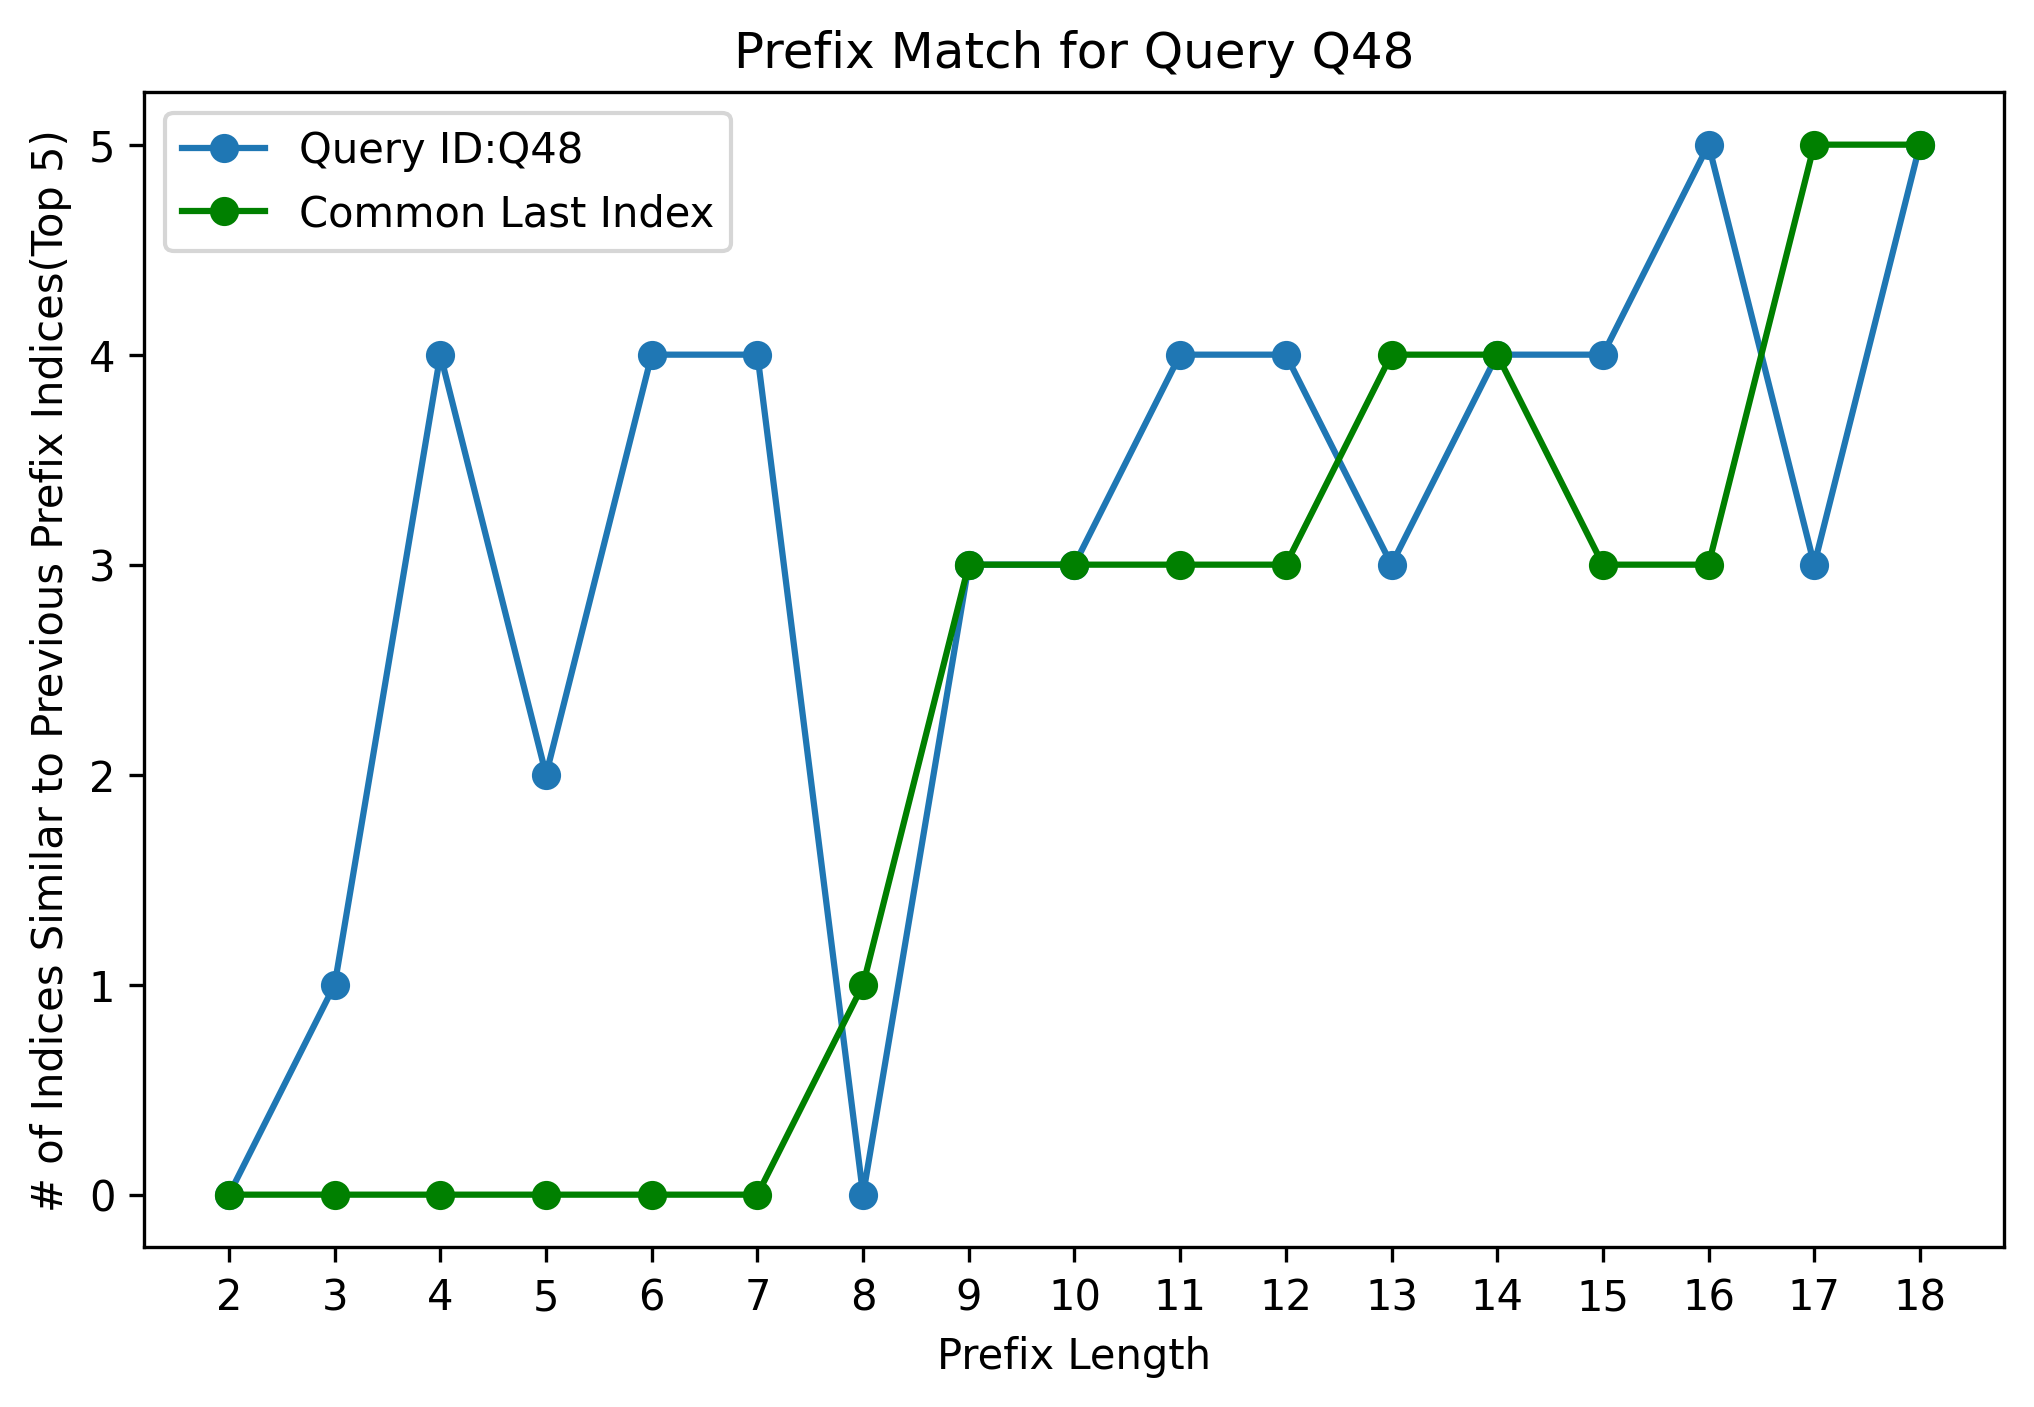 Prefix Match for Query Q48
Query ID:Q48
Common Last Index
# of Indices Similar to Previous Prefix Indices(Top 5)
5
4
3
2
1
0
2 3 4 5 6 7 8 9 10 11 12 13 14 15 16 17 18
Prefix Length